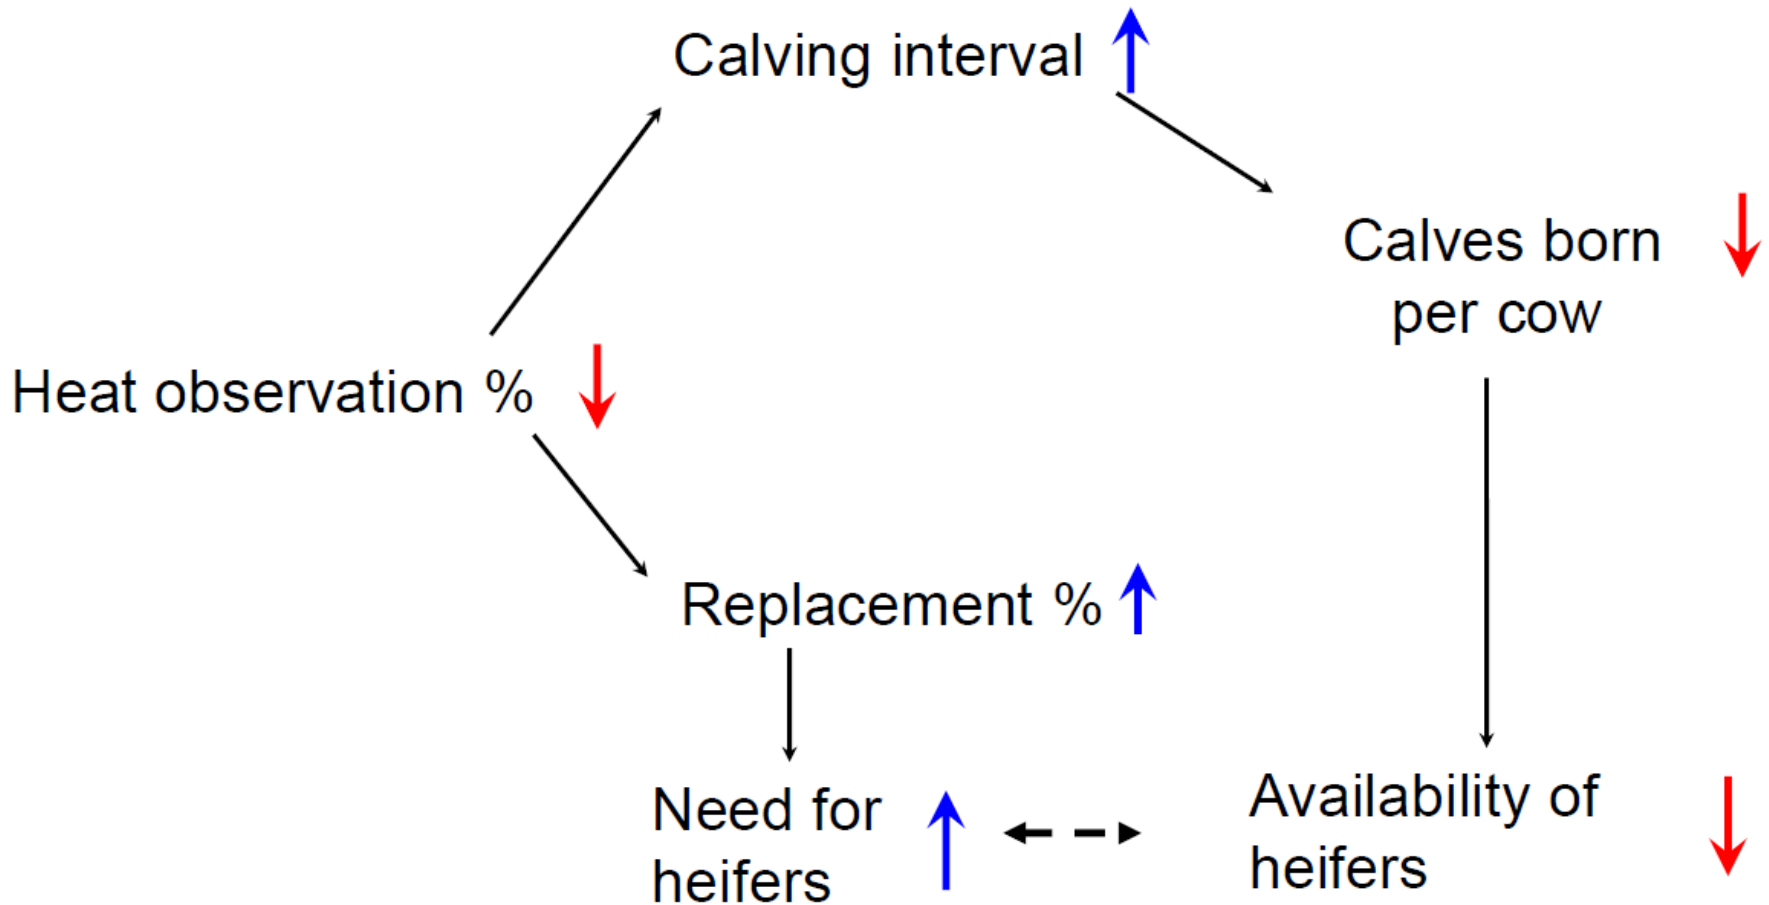 Calving interval
Calves born
per cow
Heat observation %
Replacement %
Need for
heifers
Availability of
heifers